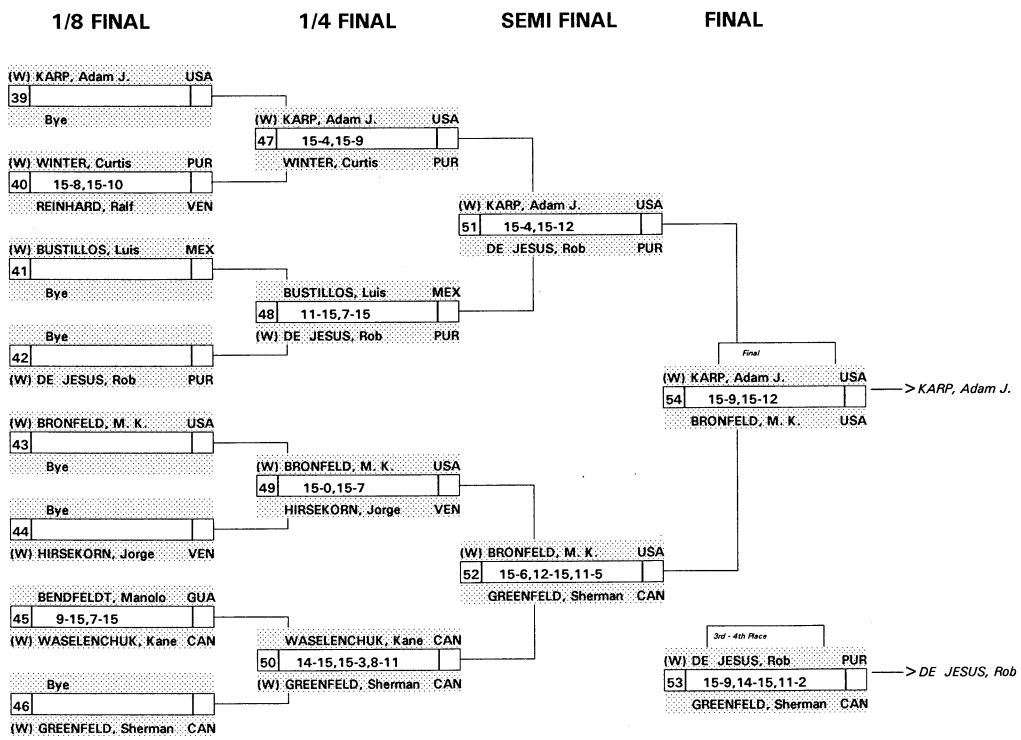 1/8 FINAL 1/4 FINAL SEMI FINAL FINAL
(W) KARP, Adam J. USA
39
Bye
(W) WINTER, Curtis PUR
40 15-8,15-10
REINHARD, Ralf VEN
(W) BUSTILLOS, Luis MEX
41
Bye
Bye
42
(W) DE JESUS, Rob PUR
(W) BRONFELD, M. K. USA
43
Bye
Bye
44
(W) HIRSEKORN, Jorge VEN
BENDFELDT, Manolo GUA
45 9-15,7-15
(W) WASELENCHUK, Kane CAN
Bye
46
(W) GREENFELD, Sherman CAN
(W) KARP, Adam J. USA
47 15-4,15-9
WINTER, Curtis PUR
BUSTILLOS, Luis MEX
48 11-15,7-15
(W) DE JESUS, Rob PUR
(W) BRONFELD, M. K. USA
49 15-0,15-7
HIRSEKORN, Jorge VEN
WASELENCHUK, Kane CAN
50 14-15,15-3,8-11
(W) GREENFELD, Sherman CAN
(W) KARP, Adam J. USA
51 15-4,15-12
DE JESUS, Rob PUR
(W) BRONFELD, M. K. USA
52 15-6,12-15,11-5
GREENFELD, Sherman CAN
Final
(W) KARP, Adam J. USA
54 15-9,15-12
BRONFELD, M. K. USA
> KARP, Adam J.
3rd - 4th Place
(W) DE JESUS, Rob PUR
53 15-9,14-15,11-2
GREENFELD, Sherman CAN
> DE JESUS, Rob